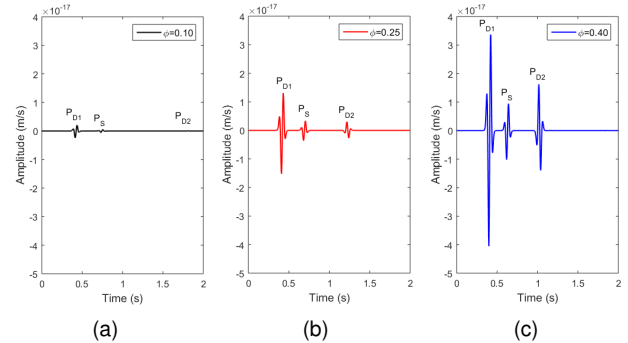 ×10⁻¹⁷
4
3
2
1
0
-1
-2
-3
-4
-5
Amplitude (m/s)
ϕ=0.10
P_D1
P_S
P_D2
0 0.5 1 1.5 2
Time (s)
(a)
×10⁻¹⁷
4
3
2
1
0
-1
-2
-3
-4
-5
Amplitude (m/s)
ϕ=0.25
P_D1
P_S
P_D2
0 0.5 1 1.5 2
Time (s)
(b)
×10⁻¹⁷
4
3
2
1
0
-1
-2
-3
-4
-5
Amplitude (m/s)
ϕ=0.40
P_D1
P_S
P_D2
0 0.5 1 1.5 2
Time (s)
(c)